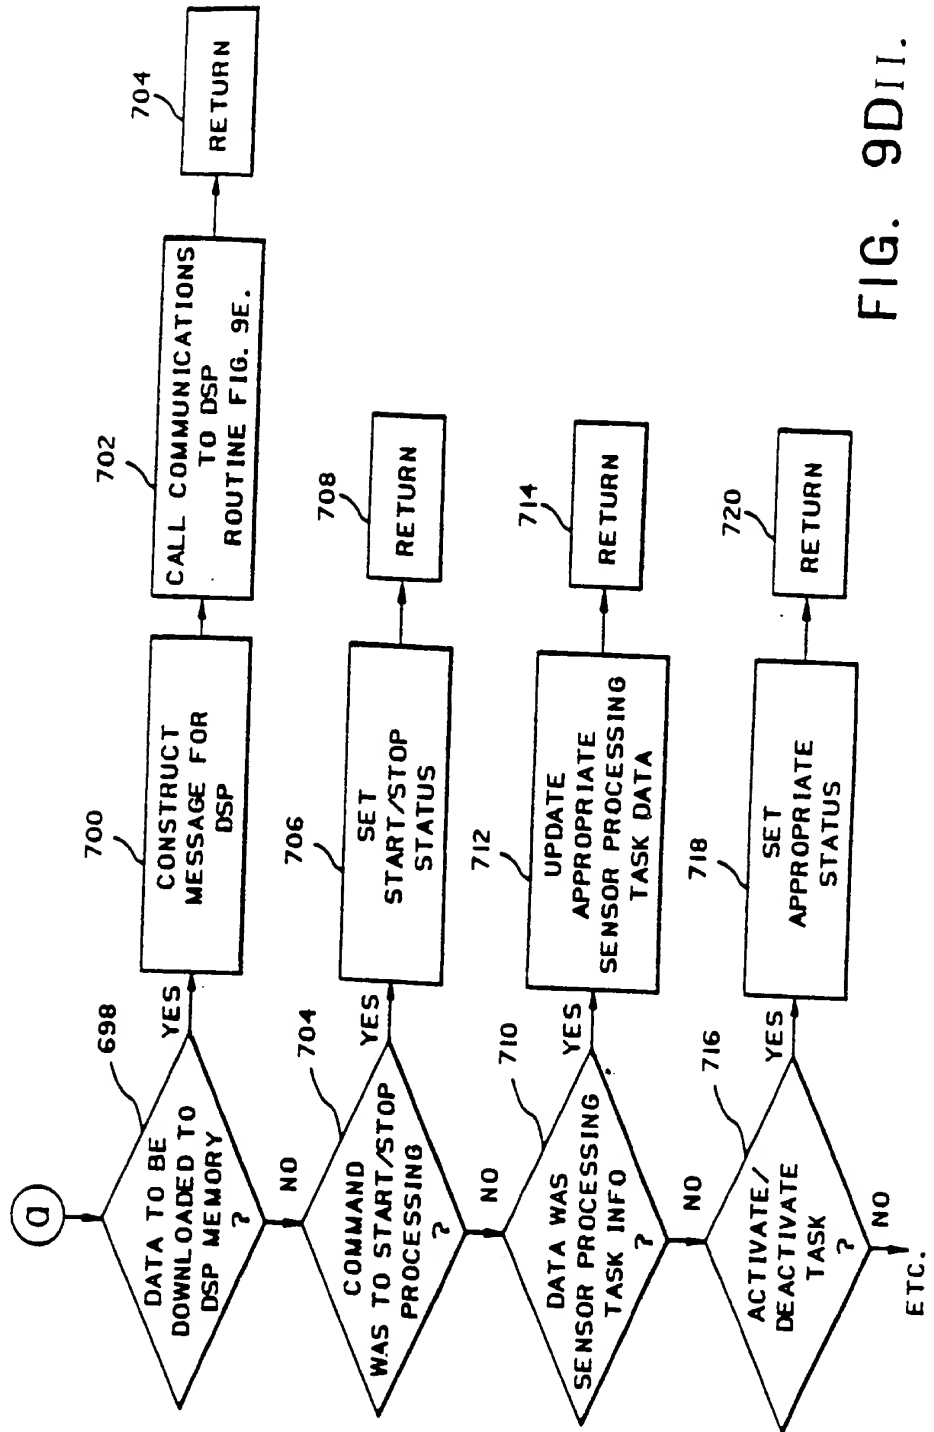 a
698
DATA TO BE
DOWNLOADED TO
DSP MEMORY
?
YES
700
CONSTRUCT
MESSAGE FOR
DSP
702
CALL COMMUNICATIONS
TO DSP
ROUTINE FIG. 9E.
704
RETURN
NO
704
COMMAND
WAS TO START/STOP
PROCESSING
?
YES
706
SET
START/STOP
STATUS
708
RETURN
NO
710
DATA WAS
SENSOR PROCESSING
TASK INFO
?
YES
712
UPDATE
APPROPRIATE
SENSOR PROCESSING
TASK DATA
714
RETURN
NO
716
ACTIVATE/
DEACTIVATE
TASK
?
YES
718
SET
APPROPRIATE
STATUS
720
RETURN
NO
ETC.
FIG. 9DII.